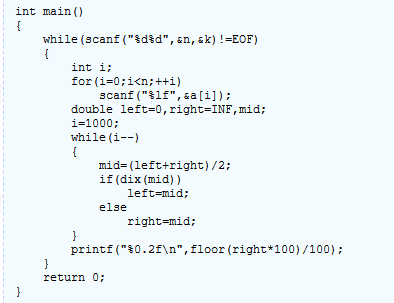 int main()
{
while(scanf("%d%d",&n,&k)!=EOF)
{
int i;
for(i=0;i<n;++i)
scanf("%lf",&a[i]);
double left=0,right=INF,mid;
i=1000;
while(i--)
{
mid=(left+right)/2;
if(dix(mid))
left=mid;
else
right=mid;
}
printf("%0.2f\n",floor(right*100)/100);
}
return 0;
}